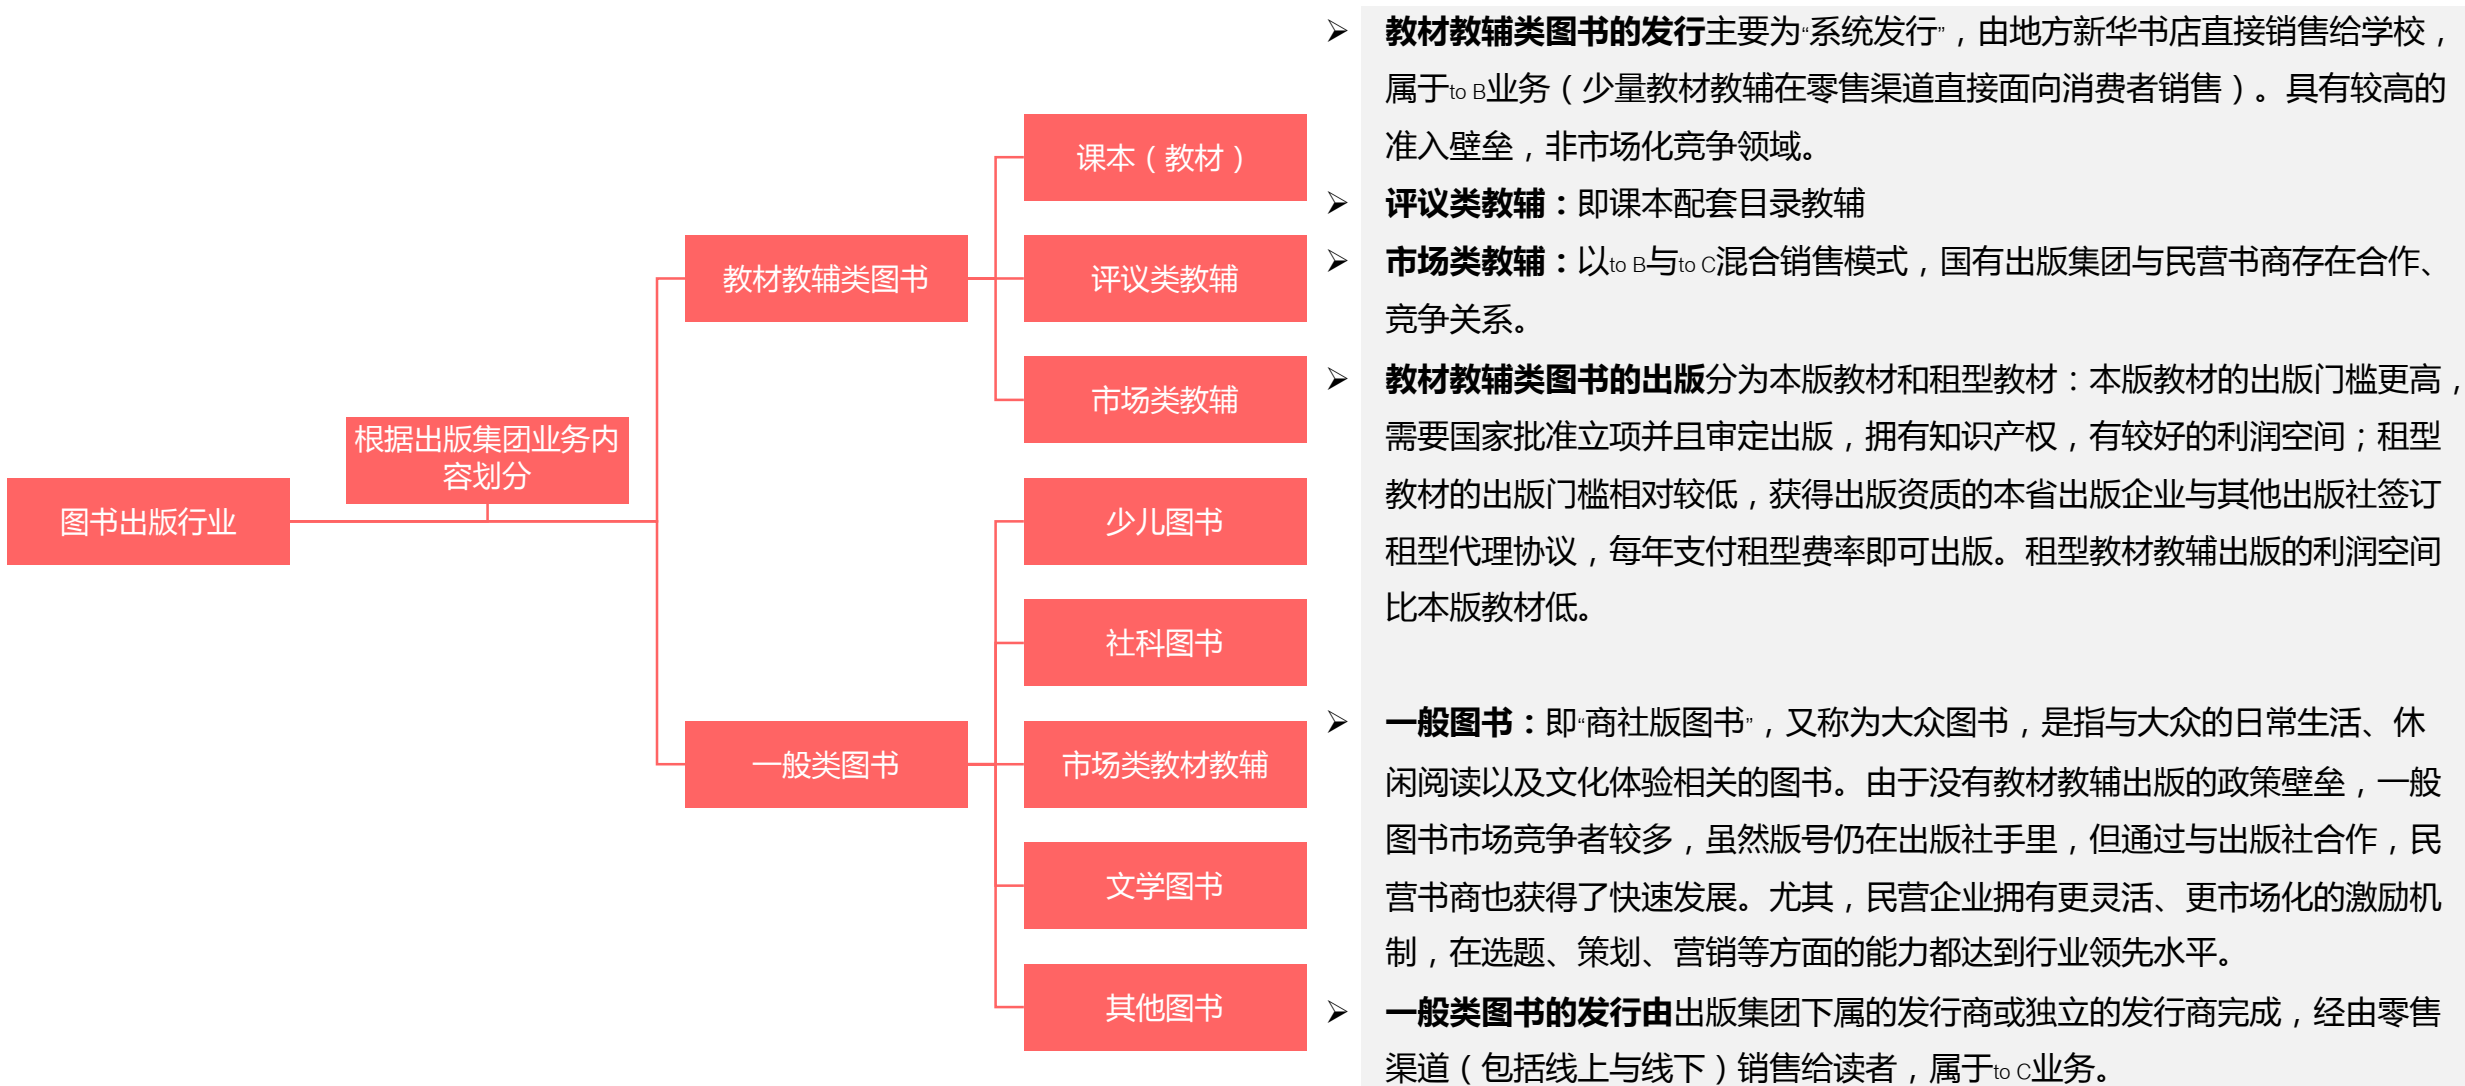 图书出版行业
根据出版集团业务内
容划分
教材教辅类图书
课本（教材）
评议类教辅
市场类教辅
一般类图书
少儿图书
社科图书
市场类教材教辅
文学图书
其他图书
➢ 教材教辅类图书的发行主要为“系统发行”，由地方新华书店直接销售给学校，
属于to B业务（少量教材教辅在零售渠道直接面向消费者销售）。具有较高的
准入壁垒，非市场化竞争领域。
➢ 评议类教辅：即课本配套目录教辅
➢ 市场类教辅：以to B与to C混合销售模式，国有出版集团与民营书商存在合作、
竞争关系。
➢ 教材教辅类图书的出版分为本版教材和租型教材：本版教材的出版门槛更高，
需要国家批准立项并且审定出版，拥有知识产权，有较好的利润空间；租型
教材的出版门槛相对较低，获得出版资质的本省出版企业与其他出版社签订
租型代理协议，每年支付租型费率即可出版。租型教材教辅出版的利润空间
比本版教材低。
➢ 一般图书：即“商社版图书”，又称为大众图书，是指与大众的日常生活、休
闲阅读以及文化体验相关的图书。由于没有教材教辅出版的政策壁垒，一般
图书市场竞争者较多，虽然版号仍在出版社手里，但通过与出版社合作，民
营书商也获得了快速发展。尤其，民营企业拥有更灵活、更市场化的激励机
制，在选题、策划、营销等方面的能力都达到行业领先水平。
➢ 一般类图书的发行由出版集团下属的发行商或独立的发行商完成，经由零售
渠道（包括线上与线下）销售给读者，属于to C业务。